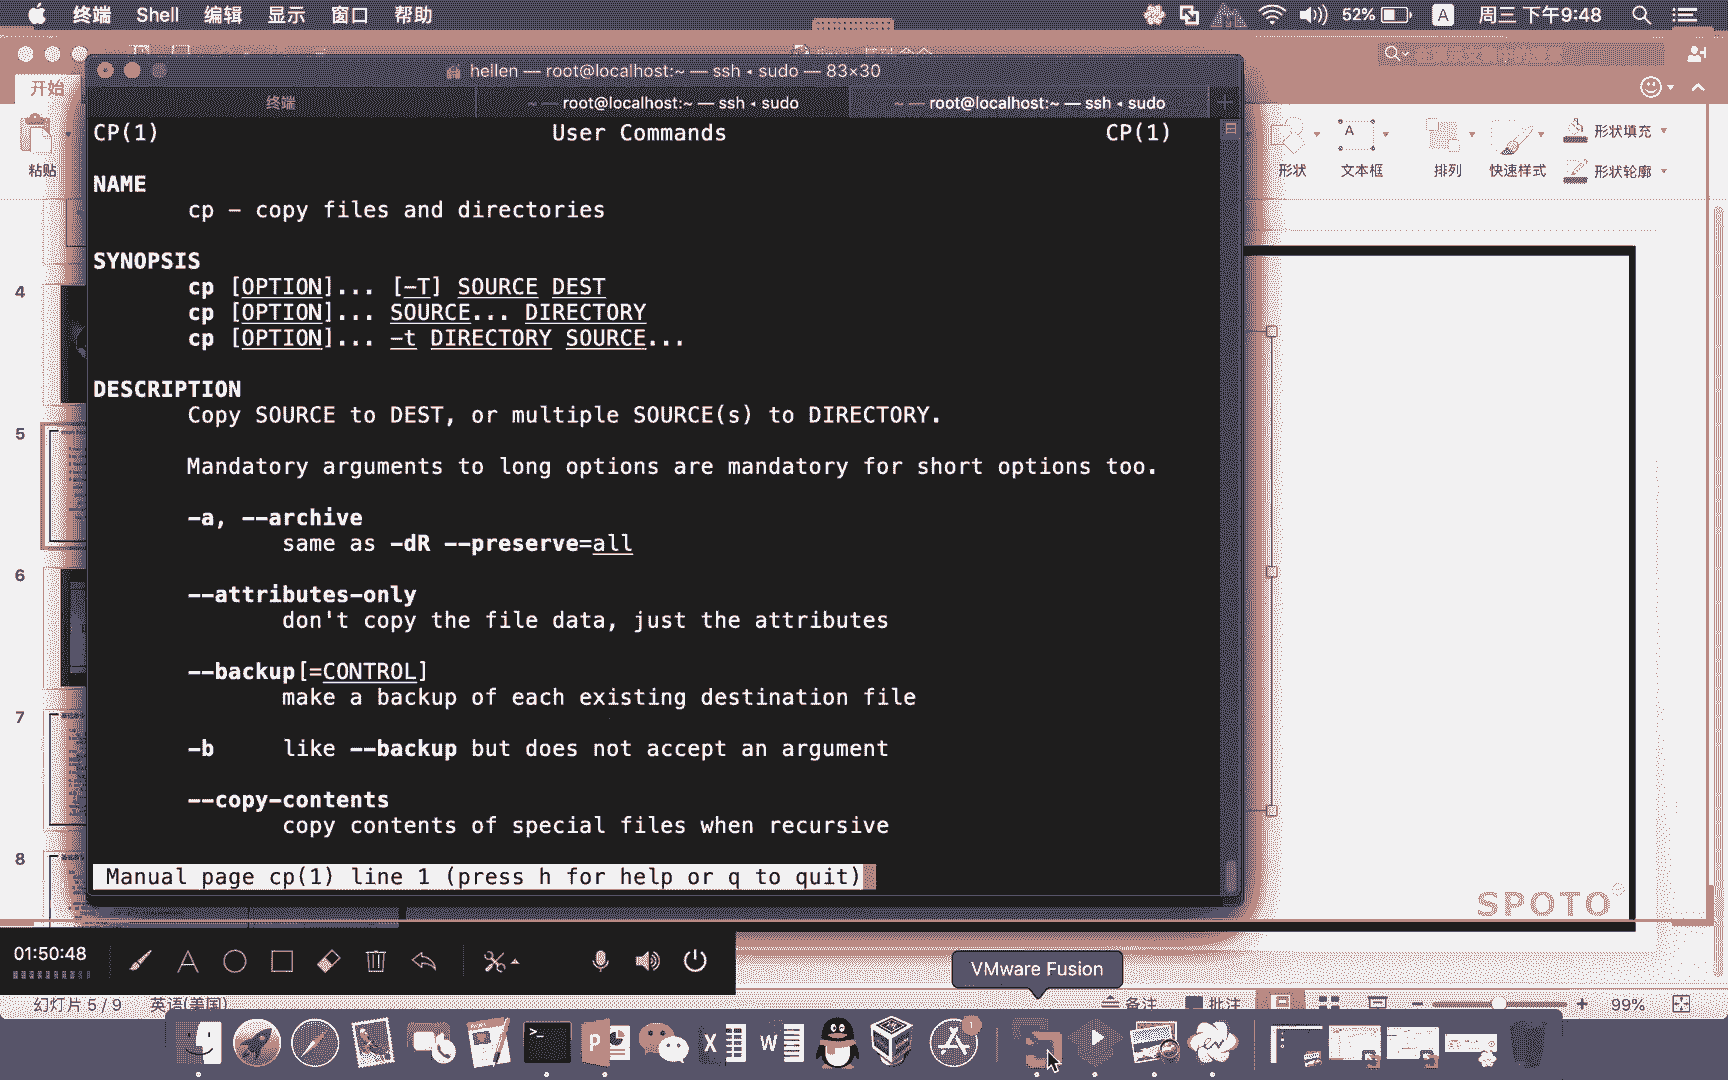 终端 Shell 编辑 显示 窗口 帮助 52% A 周三 下午9:48
hellen — root@localhost:~ — ssh ◂ sudo — 83×30
开始
终端 ~ — root@localhost:~ — ssh ◂ sudo ~ — root@localhost:~ — ssh ◂ sudo
粘贴 形状 文本框 排列 快速样式 形状填充
形状轮廓
CP(1) User Commands CP(1)
NAME
cp – copy files and directories
SYNOPSIS
cp [OPTION]... [–T] SOURCE DEST
cp [OPTION]... SOURCE... DIRECTORY
cp [OPTION]... –t DIRECTORY SOURCE...
DESCRIPTION
Copy SOURCE to DEST, or multiple SOURCE(s) to DIRECTORY.
Mandatory arguments to long options are mandatory for short options too.
–a, ––archive
same as –dR ––preserve=all
––attributes–only
don't copy the file data, just the attributes
––backup[=CONTROL]
make a backup of each existing destination file
–b like ––backup but does not accept an argument
––copy–contents
copy contents of special files when recursive
Manual page cp(1) line 1 (press h for help or q to quit)
4
5
6
7
8
SPOTO
01:50:48
VMware Fusion
幻灯片 5 / 9 英语(美国) 备注 批注 99%